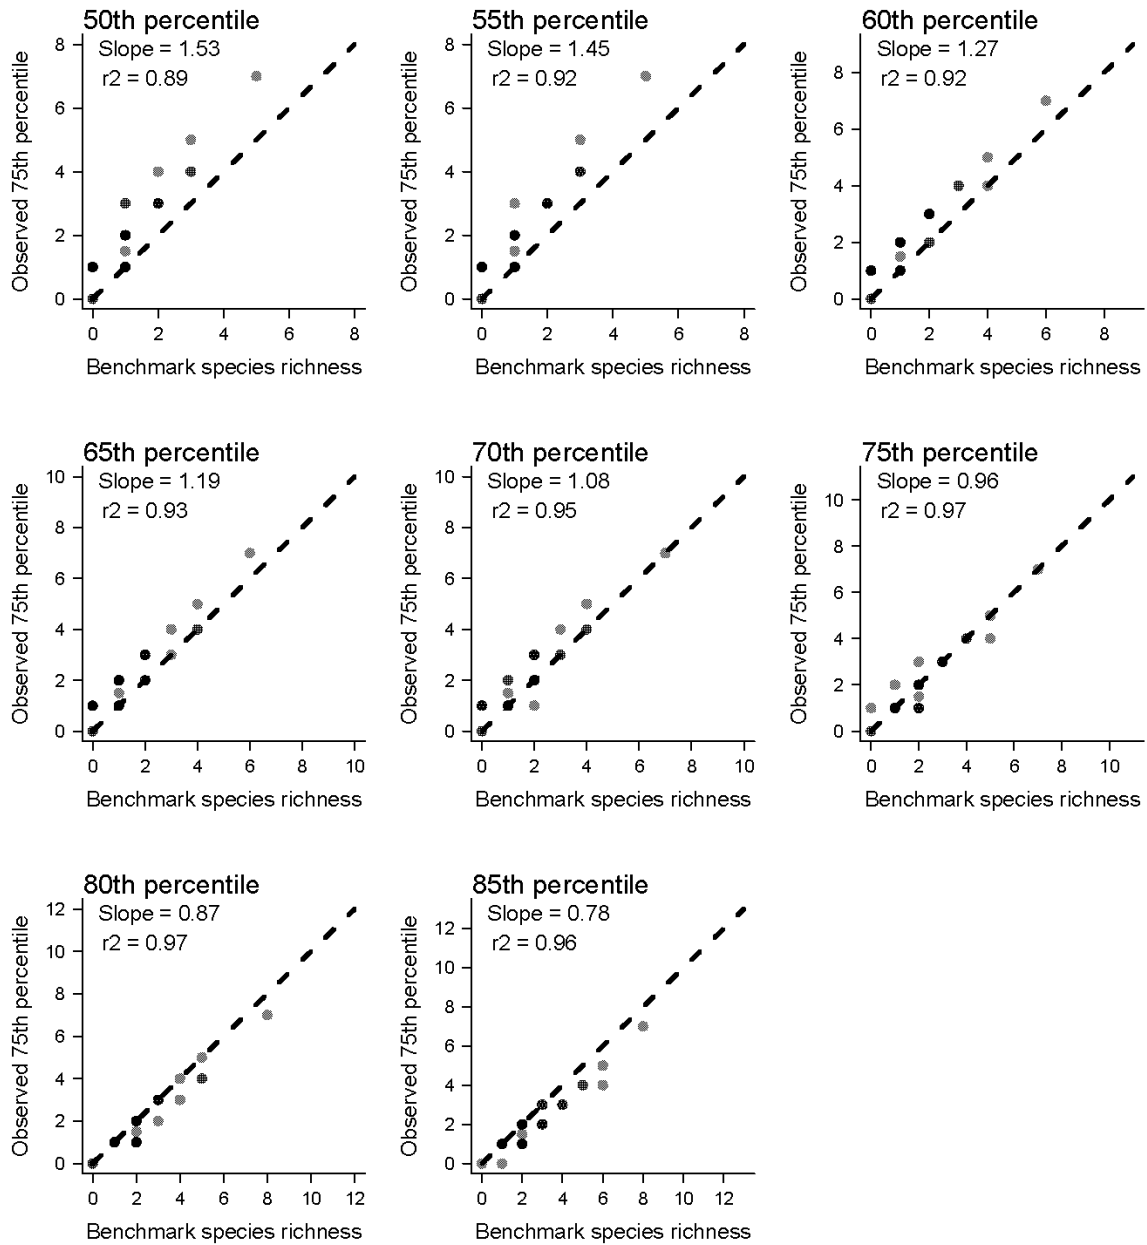 50th percentile
Slope = 1.53
r2 = 0.89
8
6
4
2
0
Observed 75th percentile
0 2 4 6 8
Benchmark species richness
55th percentile
Slope = 1.45
r2 = 0.92
8
6
4
2
0
Observed 75th percentile
0 2 4 6 8
Benchmark species richness
60th percentile
Slope = 1.27
r2 = 0.92
8
6
4
2
0
Observed 75th percentile
0 2 4 6 8
Benchmark species richness
65th percentile
Slope = 1.19
r2 = 0.93
10
8
6
4
2
0
Observed 75th percentile
0 2 4 6 8 10
Benchmark species richness
70th percentile
Slope = 1.08
r2 = 0.95
10
8
6
4
2
0
Observed 75th percentile
0 2 4 6 8 10
Benchmark species richness
75th percentile
Slope = 0.96
r2 = 0.97
10
8
6
4
2
0
Observed 75th percentile
0 2 4 6 8 10
Benchmark species richness
80th percentile
Slope = 0.87
r2 = 0.97
12
10
8
6
4
2
0
Observed 75th percentile
0 2 4 6 8 10 12
Benchmark species richness
85th percentile
Slope = 0.78
r2 = 0.96
12
10
8
6
4
2
0
Observed 75th percentile
0 2 4 6 8 10 12
Benchmark species richness